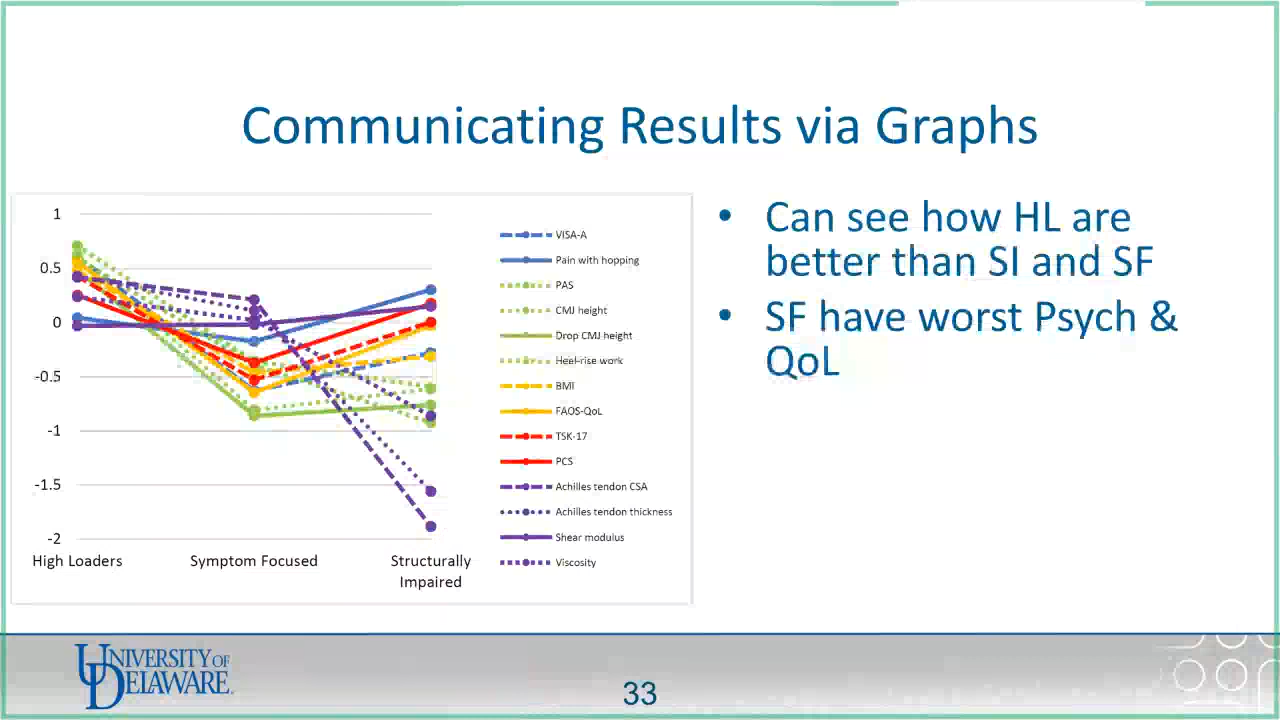 Communicating Results via Graphs
1
0.5
0
-0.5
-1
-1.5
-2
High Loaders
Symptom Focused
Structurally
Impaired
VISA-A
Pain with hopping
PAS
CMJ height
Drop CMJ height
Heel-rise work
BMI
FAOS-QoL
TSK-17
PCS
Achilles tendon CSA
Achilles tendon thickness
Shear modulus
Viscosity
• Can see how HL are
better than SI and SF
• SF have worst Psych &
QoL
UNIVERSITY OF
DELAWARE.
33